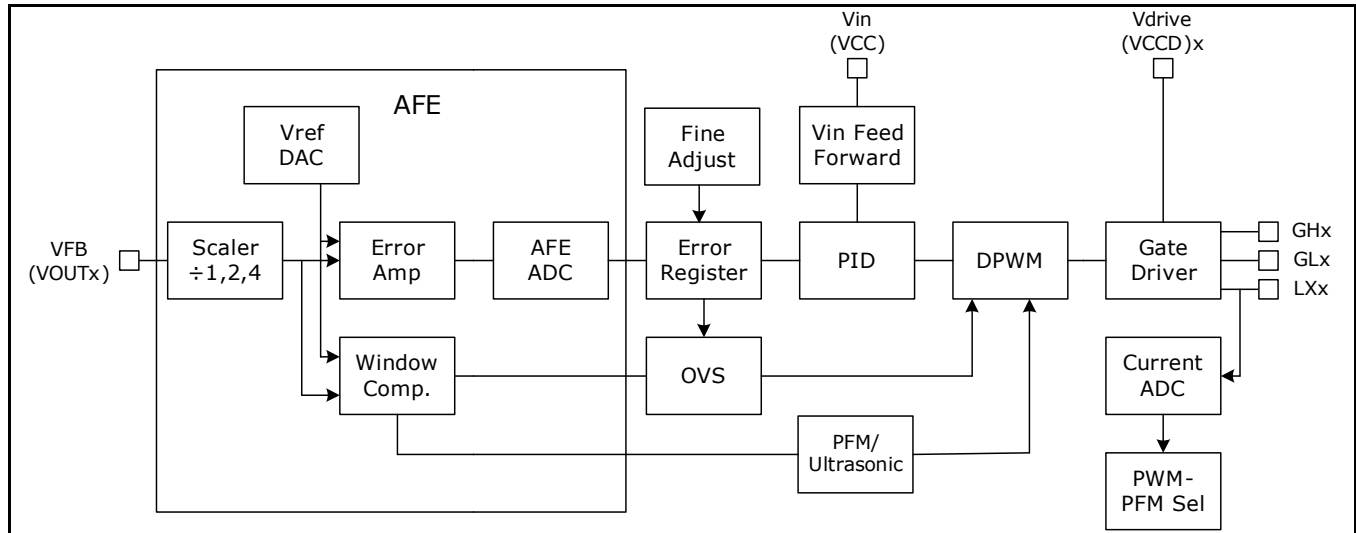 Vin
(VCC)
Vdrive
(VCCD)x
AFE
Vref
DAC
Fine
Adjust
Vin Feed
Forward
VFB
(VOUTx)
Scaler
÷1,2,4
Error
Amp
AFE
ADC
Error
Register
PID
DPWM
Gate
Driver
GHx
GLx
LXx
Window
Comp.
OVS
Current
ADC
PFM/
Ultrasonic
PWM-
PFM Sel